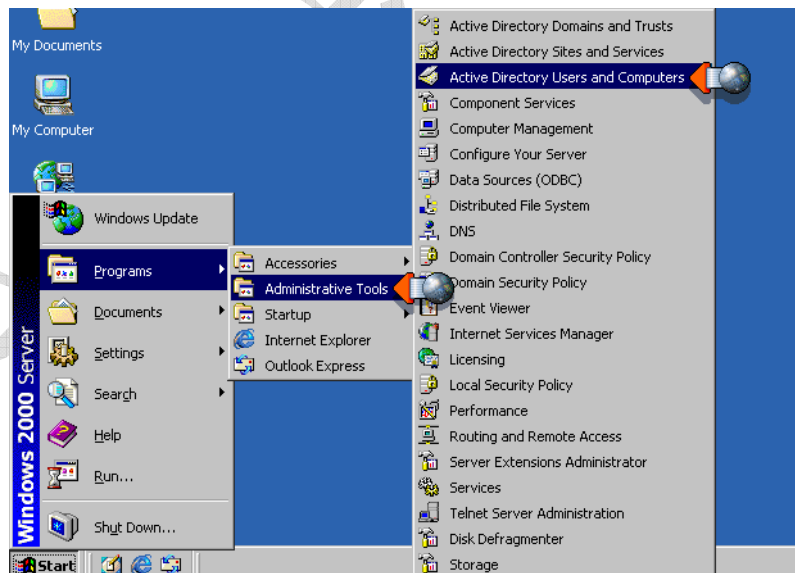 My Documents
My Computer
Windows 2000 Server
Windows Update
Programs
Documents
Settings
Search
Help
Run...
Shut Down...
Start
Accessories
Administrative Tools
Startup
Internet Explorer
Outlook Express
Active Directory Domains and Trusts
Active Directory Sites and Services
Active Directory Users and Computers
Component Services
Computer Management
Configure Your Server
Data Sources (ODBC)
Distributed File System
DNS
Domain Controller Security Policy
Domain Security Policy
Event Viewer
Internet Services Manager
Licensing
Local Security Policy
Performance
Routing and Remote Access
Server Extensions Administrator
Services
Telnet Server Administration
Disk Defragmenter
Storage